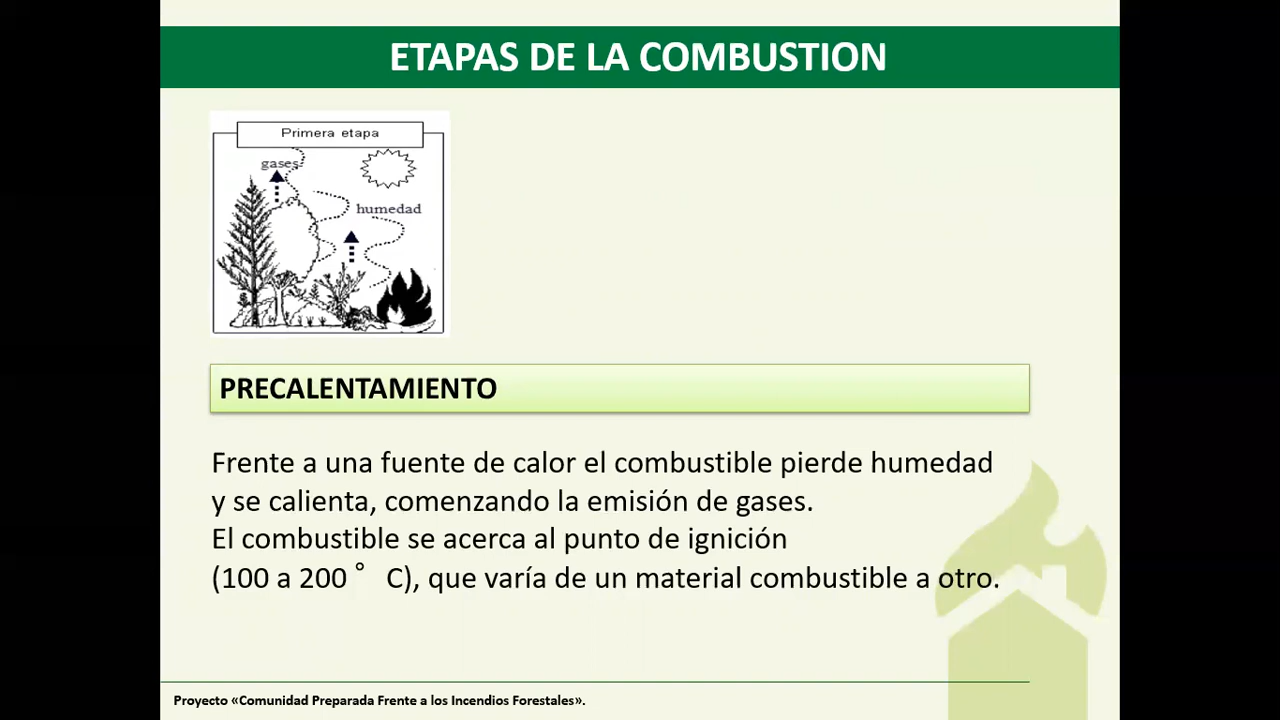 ETAPAS DE LA COMBUSTION
Primera etapa
gases
humedad
PRECALENTAMIENTO
Frente a una fuente de calor el combustible pierde humedad
y se calienta, comenzando la emisión de gases.
El combustible se acerca al punto de ignición
(100 a 200 ° C), que varía de un material combustible a otro.
Proyecto «Comunidad Preparada Frente a los Incendios Forestales».